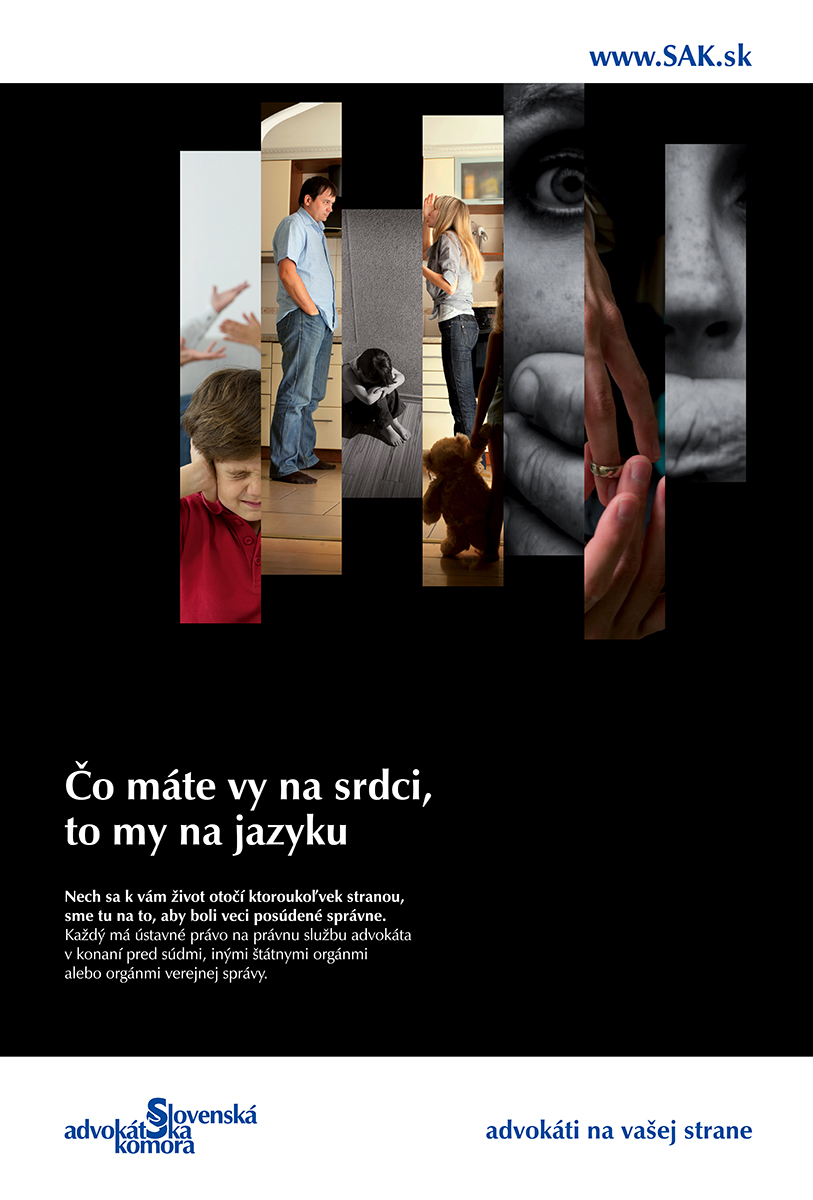 www.SAK.sk
Čo máte vy na srdci,
to my na jazyku
Nech sa k vám život otočí ktoroukoľvek stranou,
sme tu na to, aby boli veci posúdené správne.
Každý má ústavné právo na právnu službu advokáta
v konaní pred súdmi, inými štátnymi orgánmi
alebo orgánmi verejnej správy.
Slovenská
advokátska
komora
advokáti na vašej strane